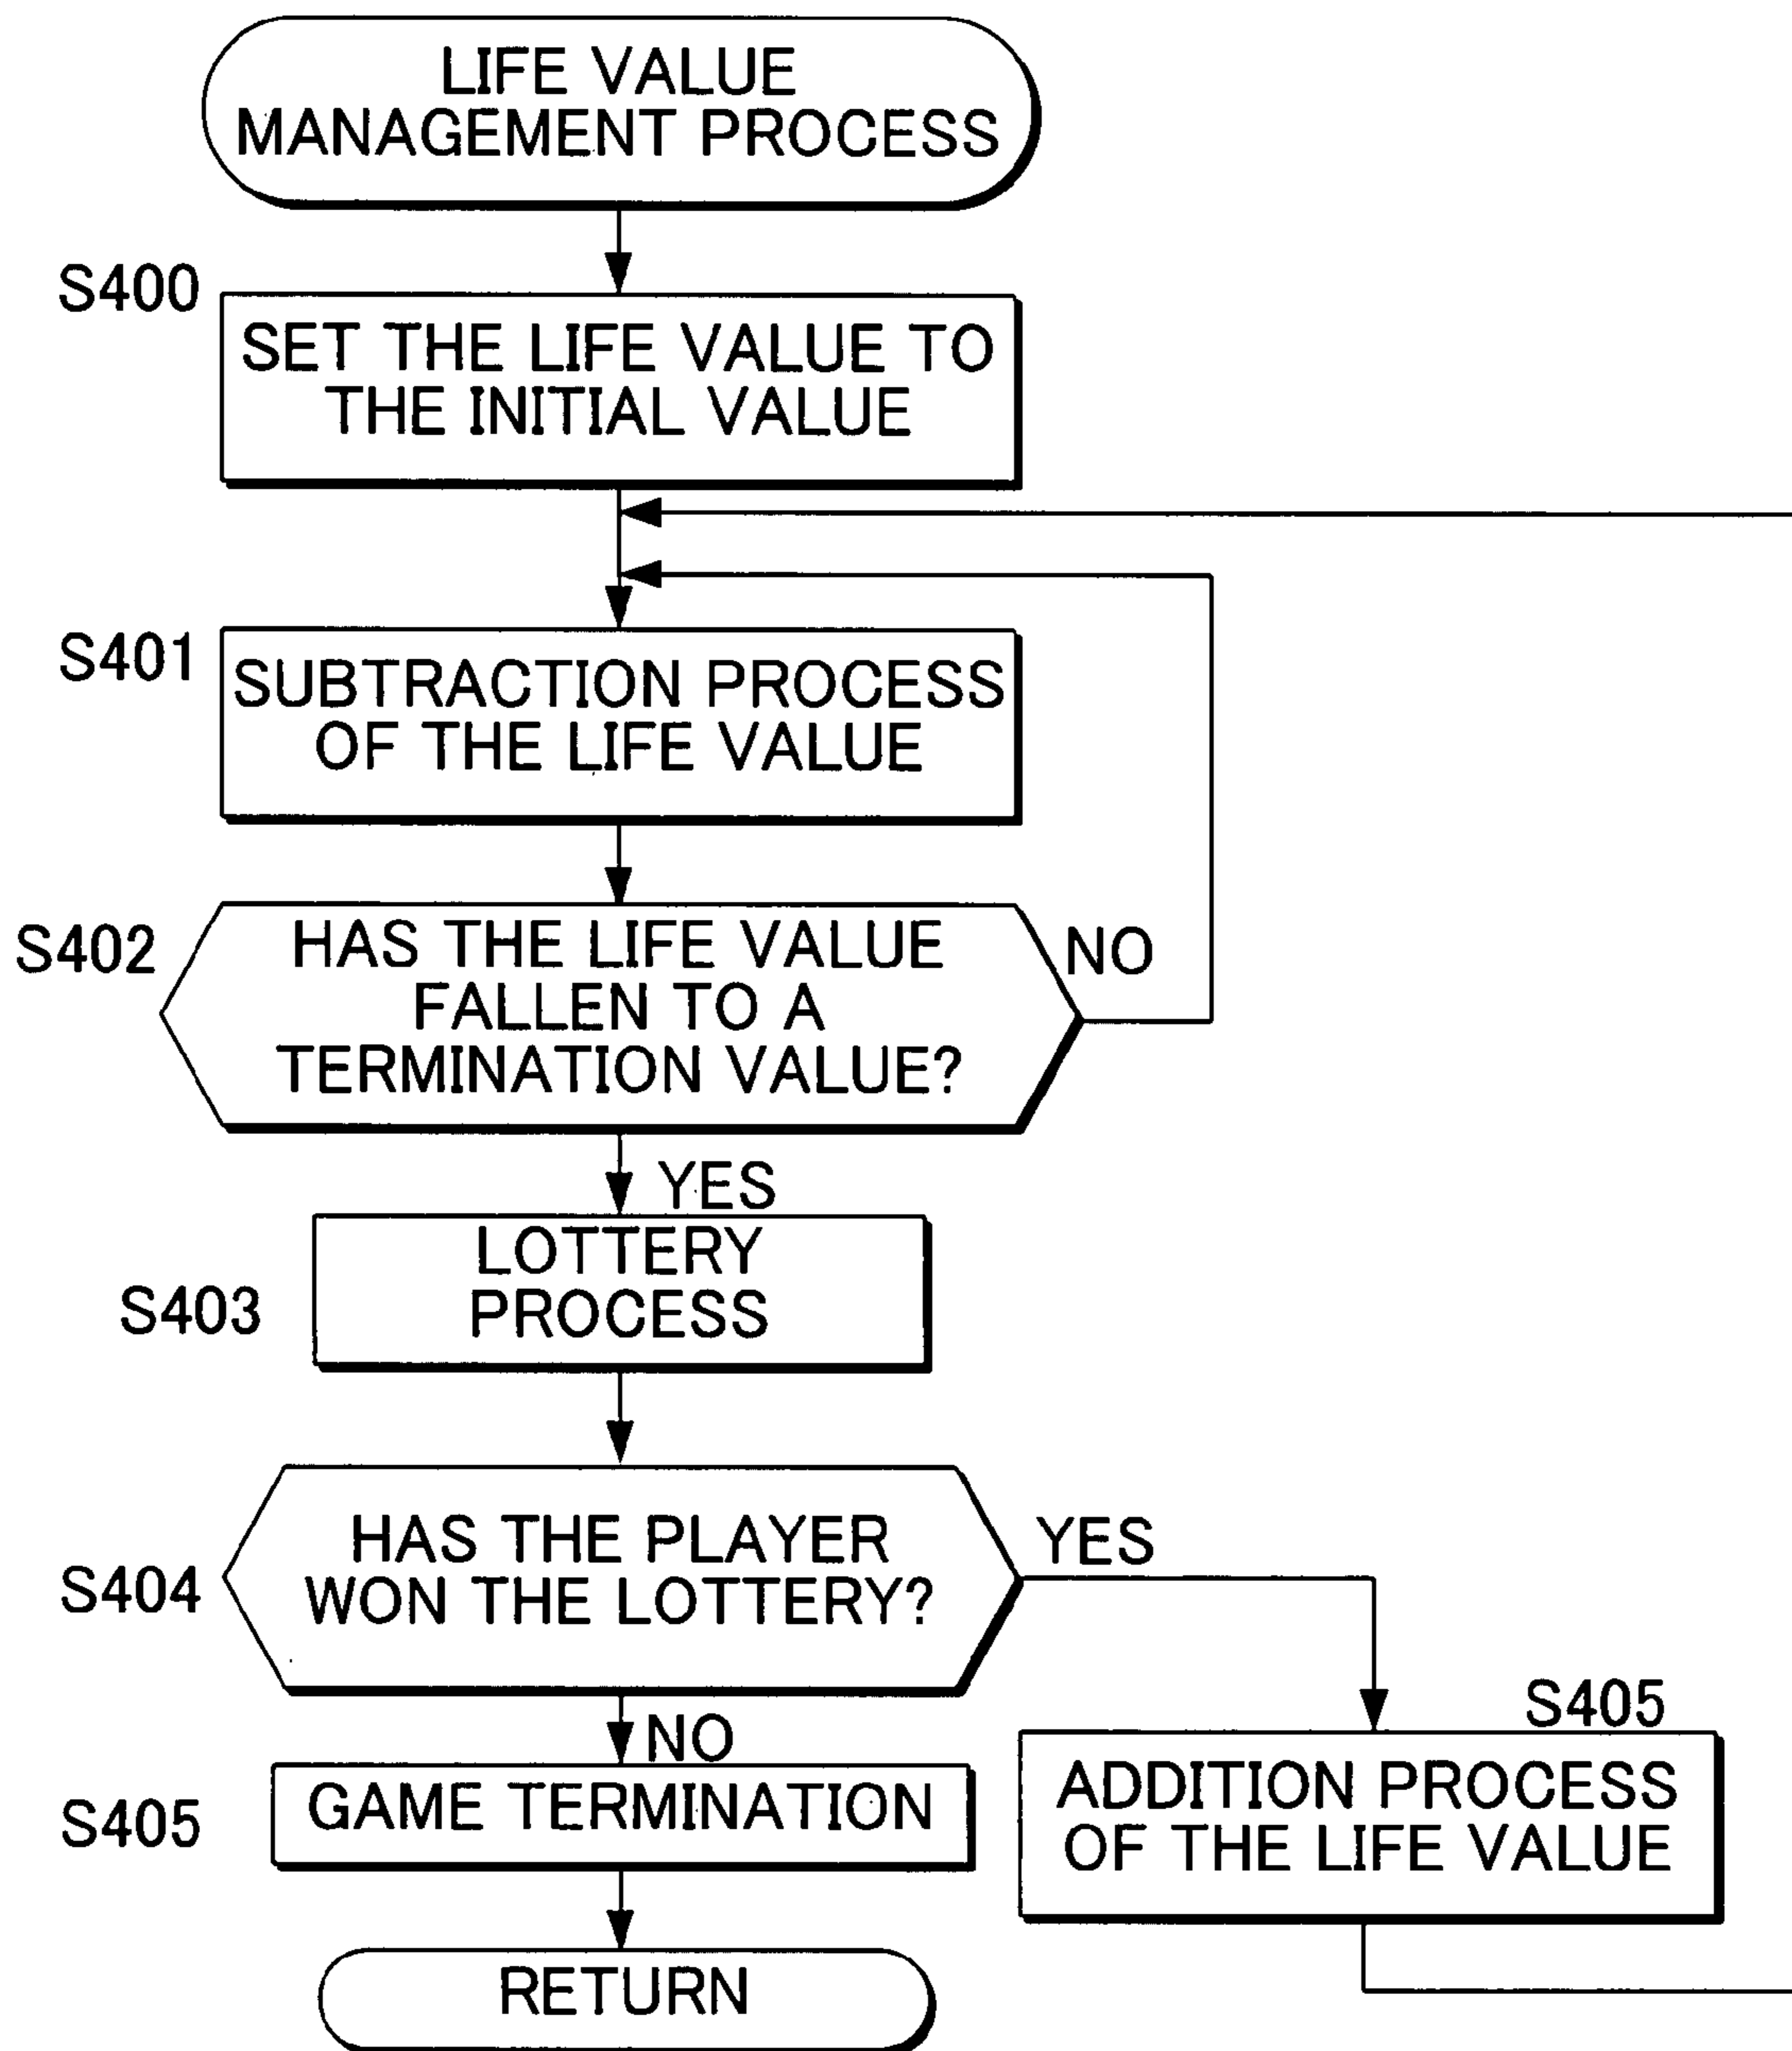 LIFE VALUE
MANAGEMENT PROCESS
S400
SET THE LIFE VALUE TO
THE INITIAL VALUE
S401
SUBTRACTION PROCESS
OF THE LIFE VALUE
S402
HAS THE LIFE VALUE
FALLEN TO A
TERMINATION VALUE?
NO
YES
LOTTERY
PROCESS
S403
HAS THE PLAYER
WON THE LOTTERY?
YES
S404
NO
S405
GAME TERMINATION
S405
ADDITION PROCESS
OF THE LIFE VALUE
RETURN